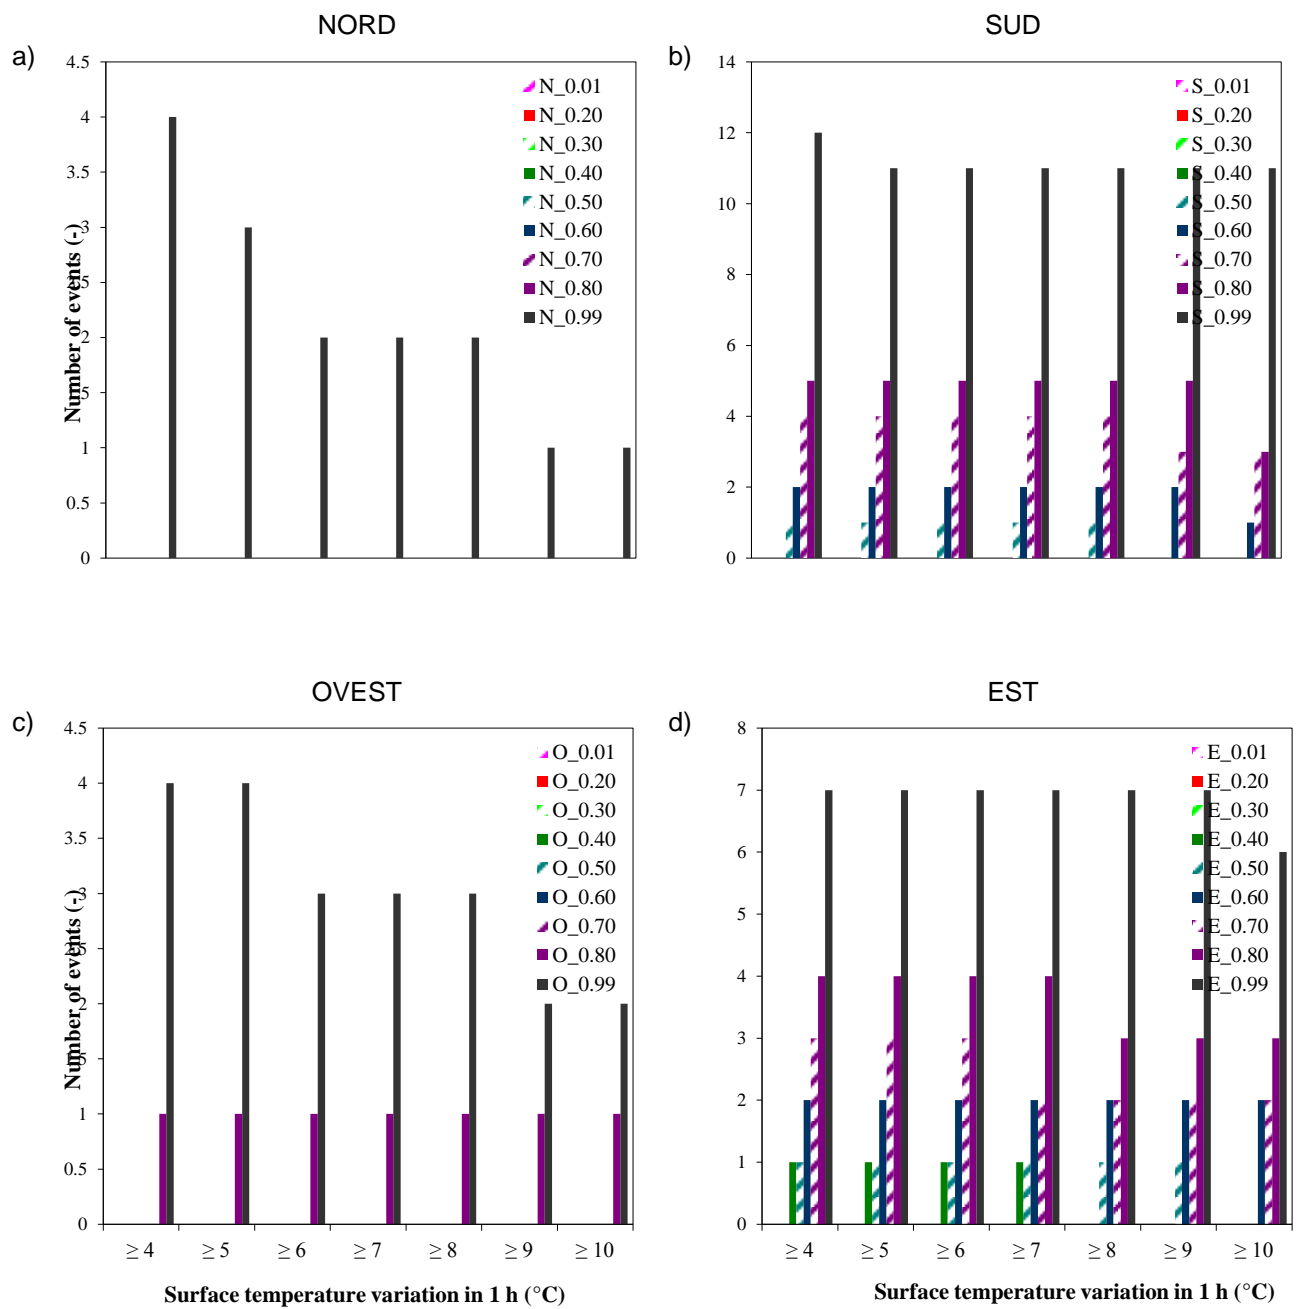 NORD
a)
Number of events (-)
4.5
4
3.5
3
2.5
2
1.5
1
0.5
0
N_0.01
N_0.20
N_0.30
N_0.40
N_0.50
N_0.60
N_0.70
N_0.80
N_0.99
SUD
b)
14
12
10
8
6
4
2
0
S_0.01
S_0.20
S_0.30
S_0.40
S_0.50
S_0.60
S_0.70
S_0.80
S_0.99
OVEST
c)
Number of events (-)
4.5
4
3.5
3
2.5
2
1.5
1
0.5
0
O_0.01
O_0.20
O_0.30
O_0.40
O_0.50
O_0.60
O_0.70
O_0.80
O_0.99
≥ 4 ≥ 5 ≥ 6 ≥ 7 ≥ 8 ≥ 9 ≥ 10
Surface temperature variation in 1 h (°C)
EST
d)
8
7
6
5
4
3
2
1
0
E_0.01
E_0.20
E_0.30
E_0.40
E_0.50
E_0.60
E_0.70
E_0.80
E_0.99
≥ 4 ≥ 5 ≥ 6 ≥ 7 ≥ 8 ≥ 9 ≥ 10
Surface temperature variation in 1 h (°C)